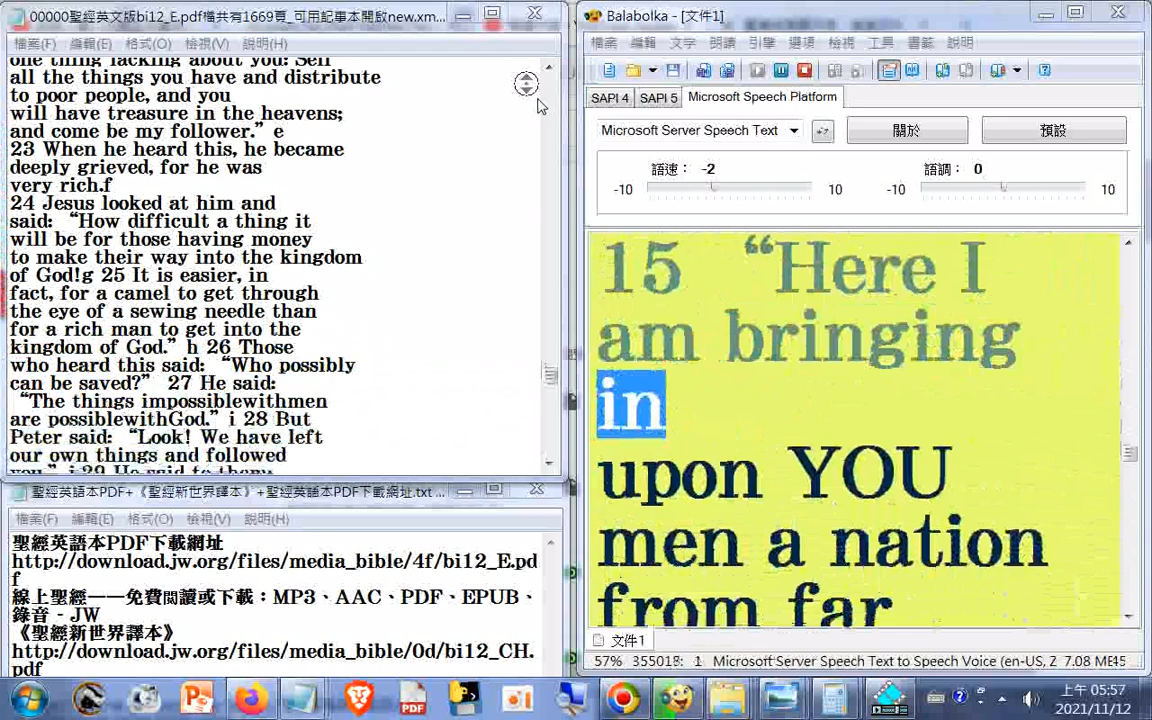 00000聖經英文版bi12_E.pdf檔共有1669頁_可用記事本開啟new.xm...
檔案(F) 編輯(E) 格式(O) 檢視(V) 說明(H)
one thing lacking about you: Sell
all the things you have and distribute
to poor people, and you
will have treasure in the heavens;
and come be my follower.” e
23 When he heard this, he became
deeply grieved, for he was
very rich.f
24 Jesus looked at him and
said: “How difficult a thing it
will be for those having money
to make their way into the kingdom
of God!g 25 It is easier, in
fact, for a camel to get through
the eye of a sewing needle than
for a rich man to get into the
kingdom of God.” h 26 Those
who heard this said: “Who possibly
can be saved?” 27 He said:
“The things impossiblewithmen
are possiblewithGod.” i 28 But
Peter said: “Look! We have left
our own things and followed
you.” j 29 He said to them:
聖經英語本PDF+《聖經新世界譯本》+聖經英語本PDF下載網址.txt ...
檔案(F) 編輯(E) 格式(O) 檢視(V) 說明(H)
聖經英語本PDF下載網址
http://download.jw.org/files/media_bible/4f/bi12_E.pd
f
線上聖經——免費閱讀或下載：MP3、AAC、PDF、EPUB、
錄音 - JW
《聖經新世界譯本》
http://download.jw.org/files/media_bible/0d/bi12_CH.
pdf
Balabolka - [文件1]
檔案 編輯 文字 朗讀 引擎 選項 檢視 工具 書籤 說明
SAPI 4 SAPI 5 Microsoft Speech Platform
Microsoft Server Speech Text 關於 預設
語速： -2 語調： 0
-10 10 -10 10
15 “Here I
am bringing
in
upon YOU
men a nation
from far
文件1
57% 355018: 1 Microsoft Server Speech Text to Speech Voice (en-US, Z 7.08 ME45
PDF
上午 05:57
2021/11/12